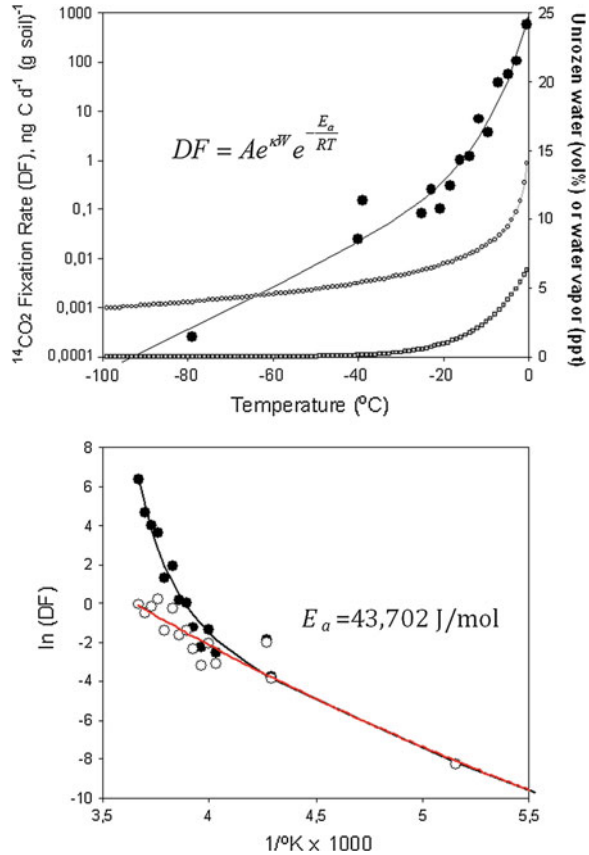 ¹⁴CO2 Fixation Rate (DF), ng C d⁻¹ (g soil)⁻¹
1000
100
10
1
0,1
0,01
0,001
0,0001
DF = Ae^{κW} e^{-\frac{E_a}{RT}}
25
20
15
10
5
0
Unrozen water (vol%) or water vapor (ppt)
-100 -80 -60 -40 -20 0
Temperature (ºC)
ln (DF)
8
6
4
2
0
-2
-4
-6
-8
-10
E_a=43,702 J/mol
3,5 4 4,5 5 5,5
1/ºK x 1000